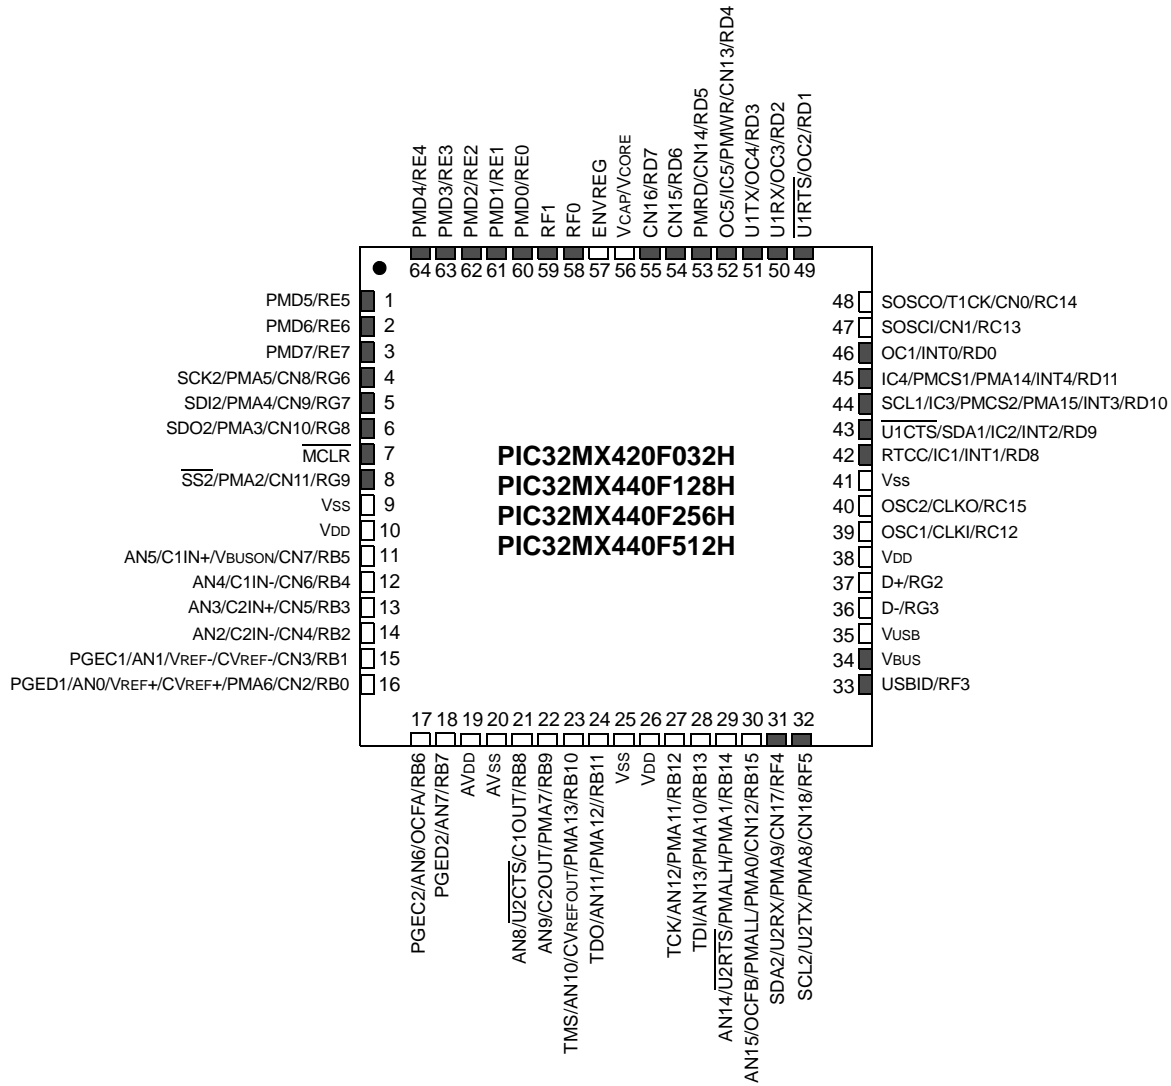 PMD4/RE4
PMD3/RE3
PMD2/RE2
PMD1/RE1
PMD0/RE0
RF1
RF0
ENVREG
VCAP/VCORE
CN16/RD7
CN15/RD6
PMRD/CN14/RD5
OC5/IC5/PMWR/CN13/RD4
U1TX/OC4/RD3
U1RX/OC3/RD2
U1RTS/OC2/RD1
64 63 62 61 60 59 58 57 56 55 54 53 52 51 50 49
PMD5/RE5 1
PMD6/RE6 2
PMD7/RE7 3
SCK2/PMA5/CN8/RG6 4
SDI2/PMA4/CN9/RG7 5
SDO2/PMA3/CN10/RG8 6
MCLR 7
SS2/PMA2/CN11/RG9 8
VSS 9
VDD 10
AN5/C1IN+/VBUSON/CN7/RB5 11
AN4/C1IN-/CN6/RB4 12
AN3/C2IN+/CN5/RB3 13
AN2/C2IN-/CN4/RB2 14
PGEC1/AN1/VREF-/CVREF-/CN3/RB1 15
PGED1/AN0/VREF+/CVREF+/PMA6/CN2/RB0 16
PIC32MX420F032H
PIC32MX440F128H
PIC32MX440F256H
PIC32MX440F512H
48 SOSCO/T1CK/CN0/RC14
47 SOSCI/CN1/RC13
46 OC1/INT0/RD0
45 IC4/PMCS1/PMA14/INT4/RD11
44 SCL1/IC3/PMCS2/PMA15/INT3/RD10
43 U1CTS/SDA1/IC2/INT2/RD9
42 RTCC/IC1/INT1/RD8
41 Vss
40 OSC2/CLKO/RC15
39 OSC1/CLKI/RC12
38 VDD
37 D+/RG2
36 D-/RG3
35 VUSB
34 VBUS
33 USBID/RF3
17 18 19 20 21 22 23 24 25 26 27 28 29 30 31 32
PGEC2/AN6/OCFA/RB6
PGED2/AN7/RB7
AVDD
AVSS
AN8/U2CTS/C1OUT/RB8
AN9/C2OUT/PMA7/RB9
TMS/AN10/CVREFOUT/PMA13/RB10
TDO/AN11/PMA12//RB11
VSS
VDD
TCK/AN12/PMA11/RB12
TDI/AN13/PMA10/RB13
AN14/U2RTS/PMALH/PMA1/RB14
AN15/OCFB/PMALL/PMA0/CN12/RB15
SDA2/U2RX/PMA9/CN17/RF4
SCL2/U2TX/PMA8/CN18/RF5